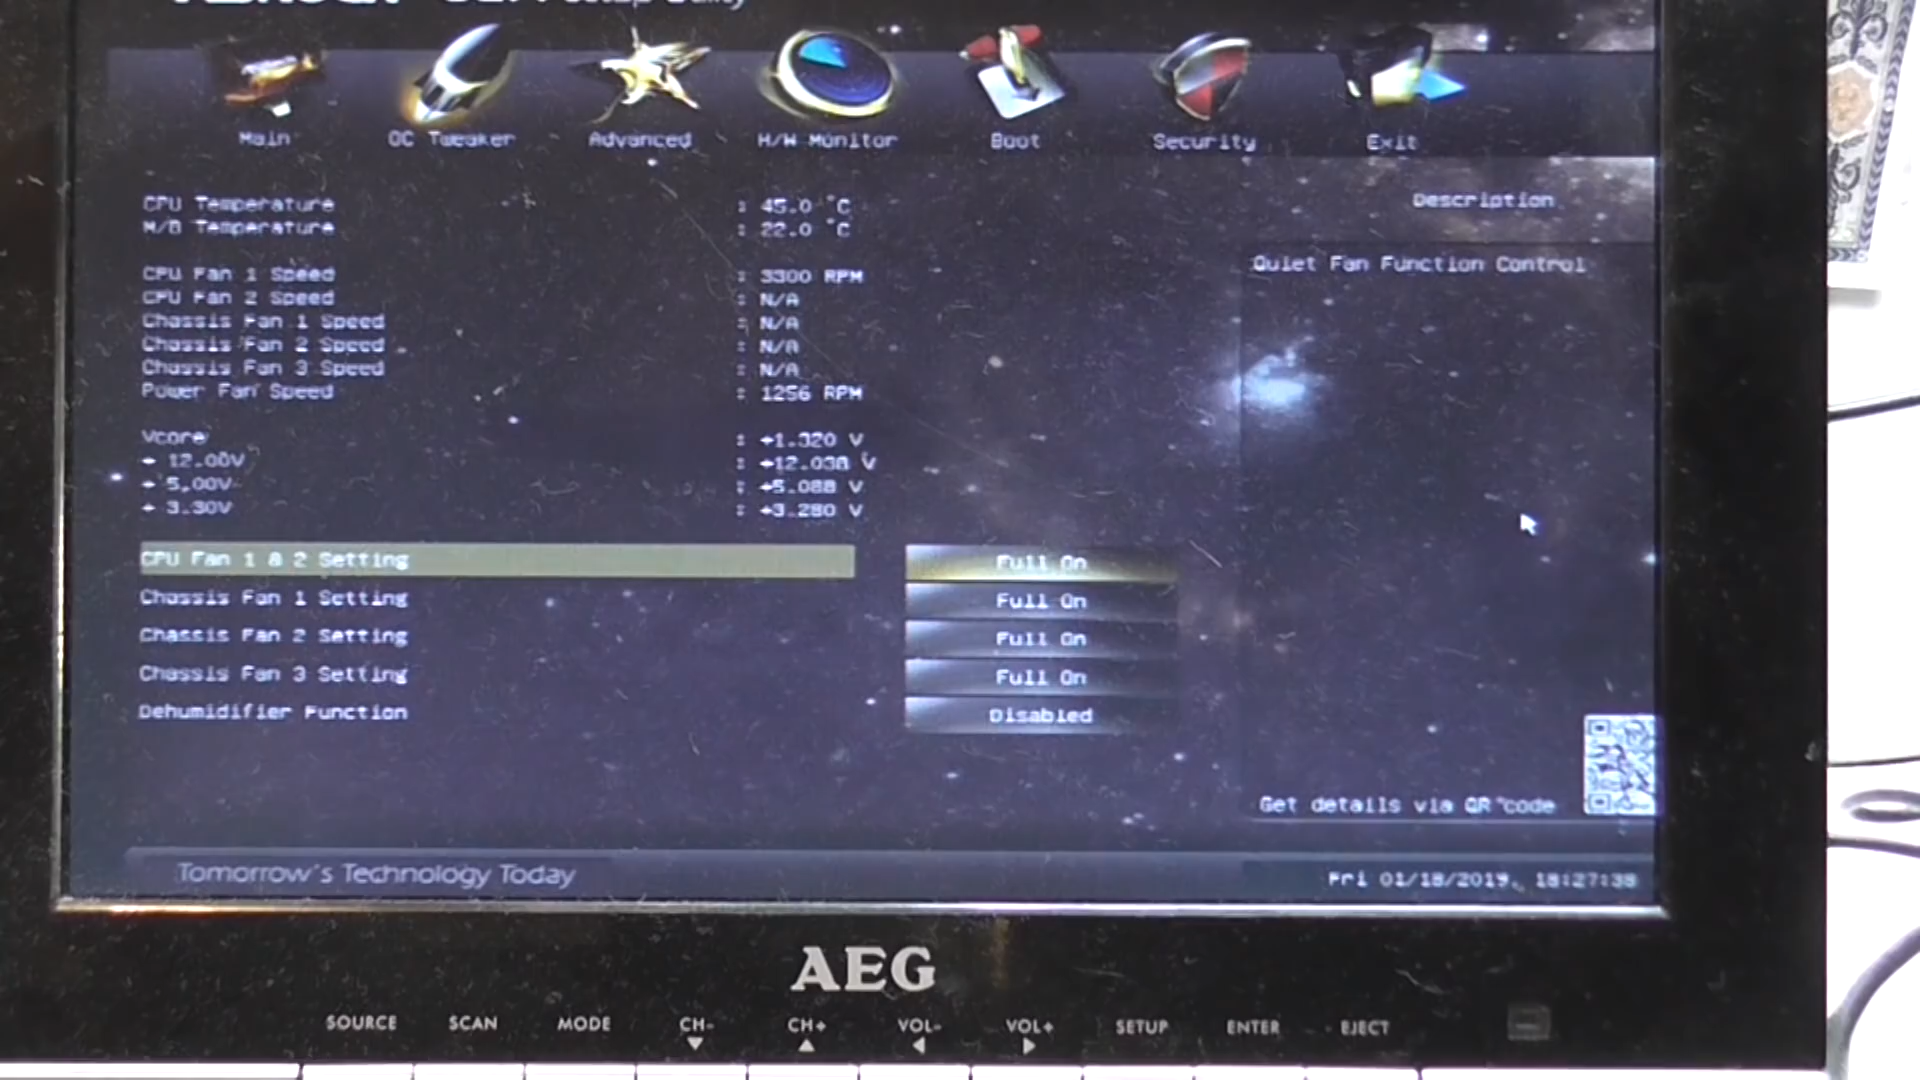 Main OC Tweaker Advanced H/W Monitor Boot Security Exit
CPU Temperature : 45.0 °C
M/B Temperature : 22.0 °C
CPU Fan 1 Speed : 3300 RPM
CPU Fan 2 Speed : N/A
Chassis Fan 1 Speed : N/A
Chassis Fan 2 Speed : N/A
Chassis Fan 3 Speed : N/A
Power Fan Speed : 1256 RPM
Vcore : +1.320 V
+ 12.00V : +12.038 V
+ 5.00V : +5.088 V
+ 3.30V : +3.280 V
CPU Fan 1 & 2 Setting Full On
Chassis Fan 1 Setting Full On
Chassis Fan 2 Setting Full On
Chassis Fan 3 Setting Full On
Dehumidifier Function Disabled
Description
Quiet Fan Function Control
Get details via QR code
Tomorrow's Technology Today
Fri 01/18/2019, 18:27:38
AEG
SOURCE SCAN MODE CH- CH+ VOL- VOL+ SETUP ENTER EJECT